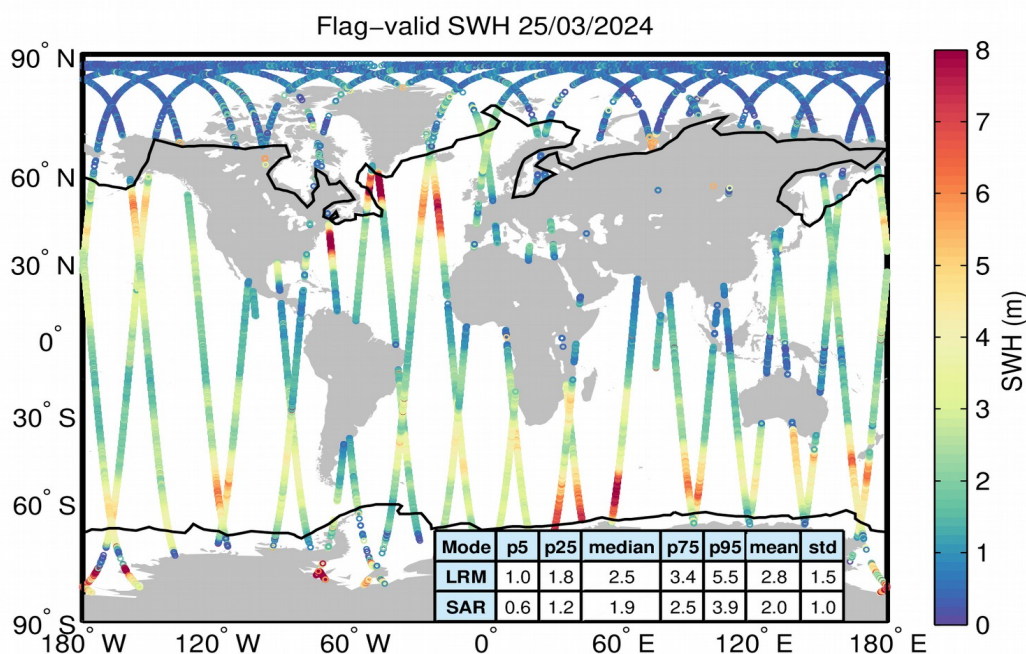 Flag-valid SWH 25/03/2024
90° N
60° N
30° N
0°
30° S
60° S
90° S
180° W
120° W
60° W
0°
60° E
120° E
180° E
Mode p5 p25 median p75 p95 mean std
LRM 1.0 1.8 2.5 3.4 5.5 2.8 1.5
SAR 0.6 1.2 1.9 2.5 3.9 2.0 1.0
8
7
6
5
4
3
2
1
0
SWH (m)